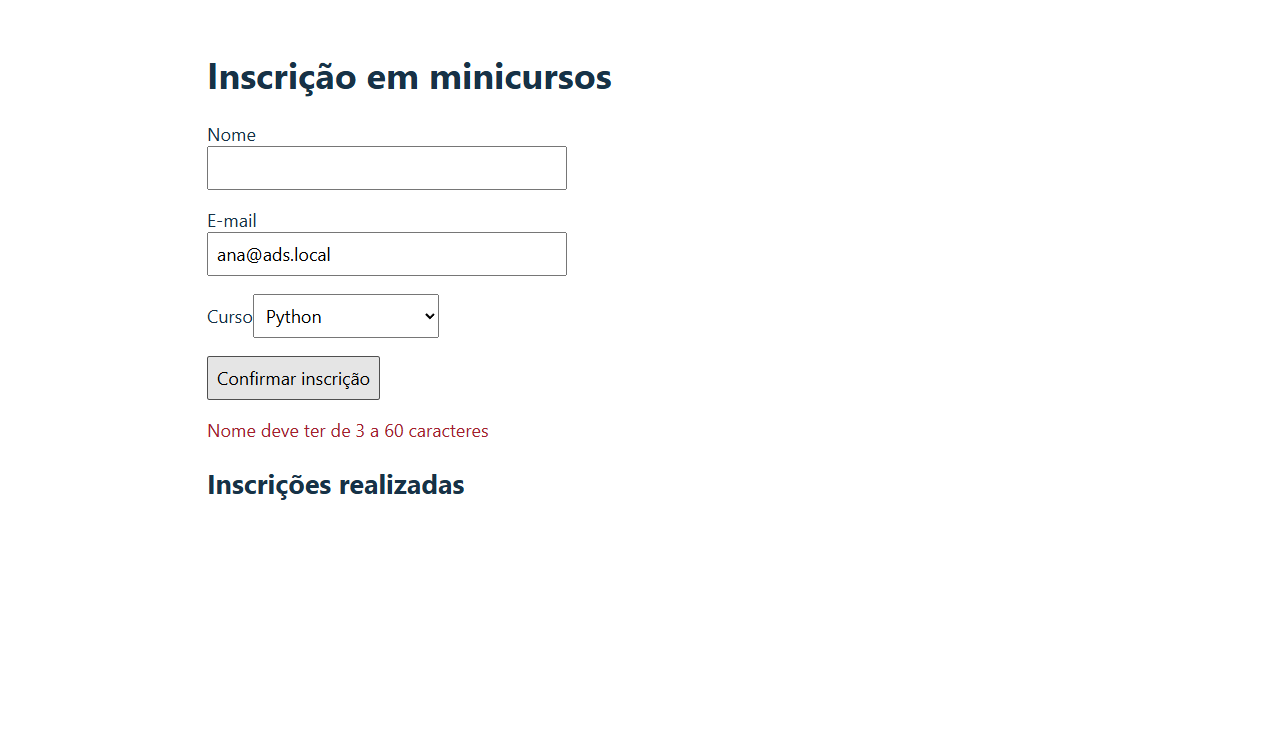 Inscrição em minicursos
Nome
E-mail
ana@ads.local
Curso Python
Confirmar inscrição
Nome deve ter de 3 a 60 caracteres
Inscrições realizadas